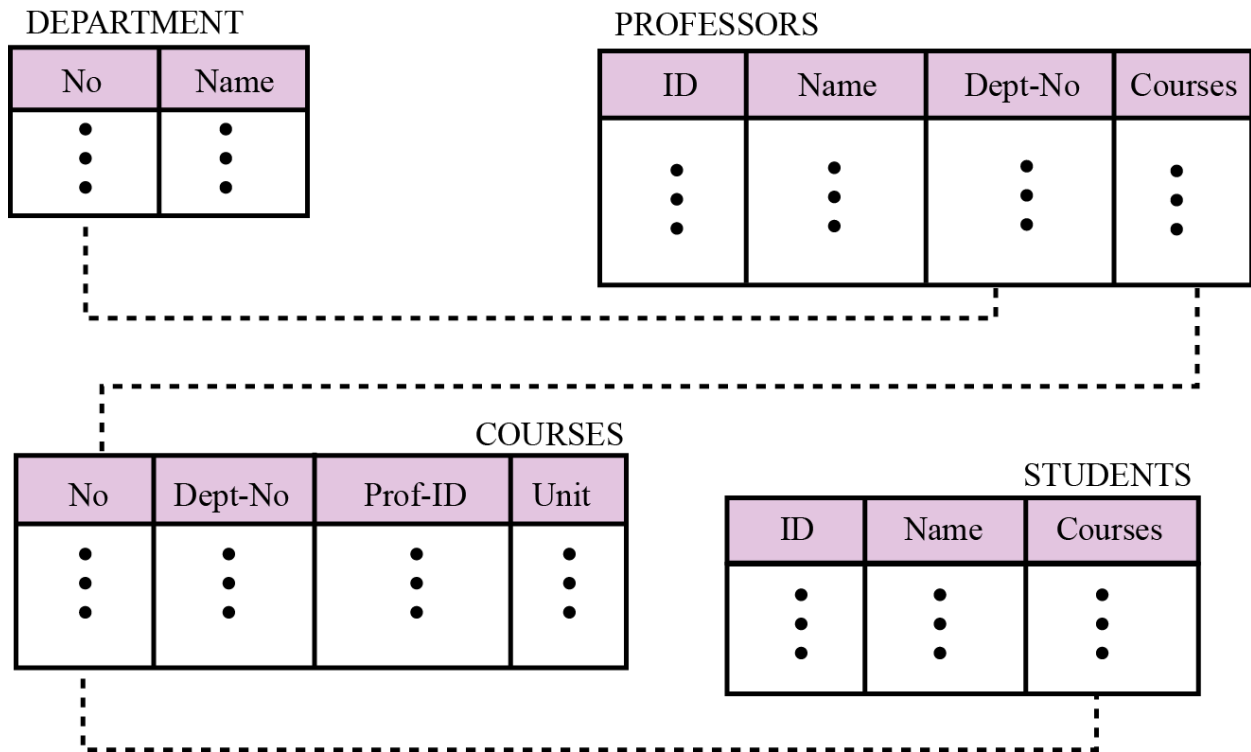 DEPARTMENT
No Name
PROFESSORS
ID Name Dept-No Courses
COURSES
No Dept-No Prof-ID Unit
STUDENTS
ID Name Courses